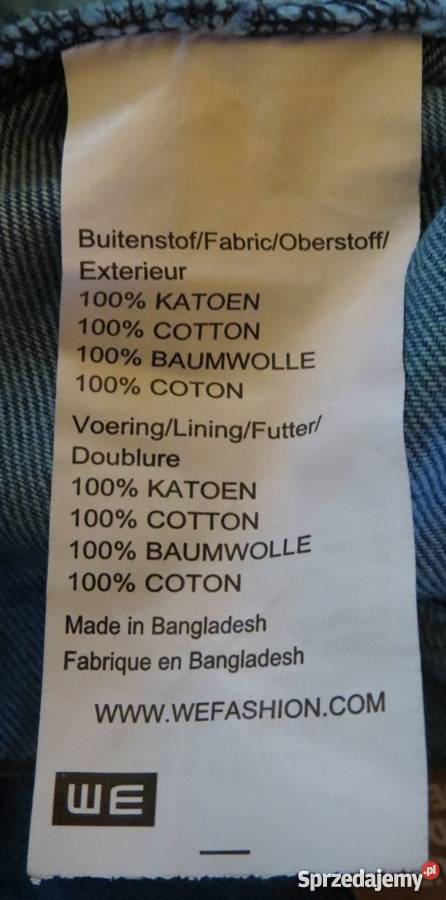 Buitenstof/Fabric/Oberstoff/
Exterieur
100% KATOEN
100% COTTON
100% BAUMWOLLE
100% COTON
Voering/Lining/Futter/
Doublure
100% KATOEN
100% COTTON
100% BAUMWOLLE
100% COTON
Made in Bangladesh
Fabrique en Bangladesh
WWW.WEFASHION.COM
WE
Sprzedajemy.pl